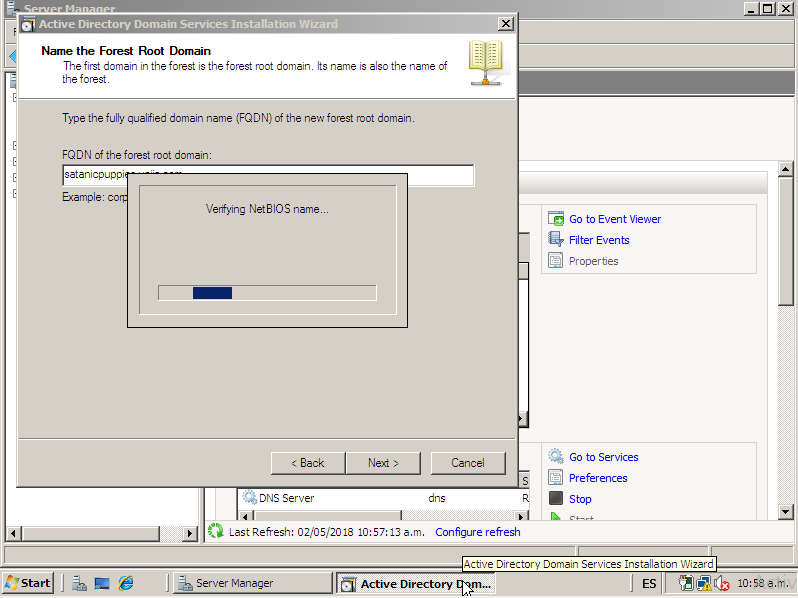 Server Manager
Active Directory Domain Services Installation Wizard
Name the Forest Root Domain
The first domain in the forest is the forest root domain. Its name is also the name of
the forest.
Type the fully qualified domain name (FQDN) of the new forest root domain.
FQDN of the forest root domain:
Example: corp
Verifying NetBIOS name...
< Back
Next >
Cancel
Go to Event Viewer
Filter Events
Properties
Go to Services
Preferences
Stop
Start
S
DNS Server dns R
Last Refresh: 02/05/2018 10:57:13 a.m. Configure refresh
Active Directory Domain Services Installation Wizard
Start
Server Manager
Active Directory Dom...
ES
10:58 a.m.